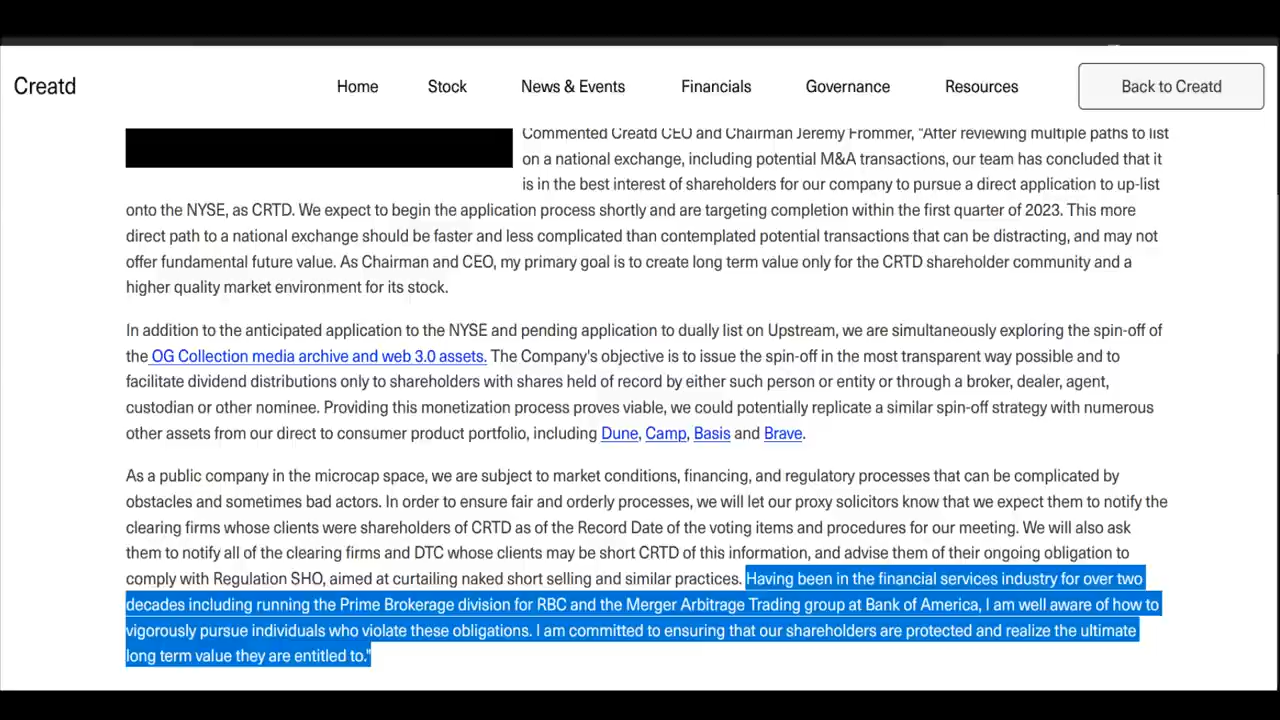 Creatd
Home Stock News & Events Financials Governance Resources Back to Creatd
Commented Creatd CEO and Chairman Jeremy Frommer, "After reviewing multiple paths to list
on a national exchange, including potential M&A transactions, our team has concluded that it
is in the best interest of shareholders for our company to pursue a direct application to up-list
onto the NYSE, as CRTD. We expect to begin the application process shortly and are targeting completion within the first quarter of 2023. This more
direct path to a national exchange should be faster and less complicated than contemplated potential transactions that can be distracting, and may not
offer fundamental future value. As Chairman and CEO, my primary goal is to create long term value only for the CRTD shareholder community and a
higher quality market environment for its stock.
In addition to the anticipated application to the NYSE and pending application to dually list on Upstream, we are simultaneously exploring the spin-off of
the OG Collection media archive and web 3.0 assets. The Company's objective is to issue the spin-off in the most transparent way possible and to
facilitate dividend distributions only to shareholders with shares held of record by either such person or entity or through a broker, dealer, agent,
custodian or other nominee. Providing this monetization process proves viable, we could potentially replicate a similar spin-off strategy with numerous
other assets from our direct to consumer product portfolio, including Dune, Camp, Basis and Brave.
As a public company in the microcap space, we are subject to market conditions, financing, and regulatory processes that can be complicated by
obstacles and sometimes bad actors. In order to ensure fair and orderly processes, we will let our proxy solicitors know that we expect them to notify the
clearing firms whose clients were shareholders of CRTD as of the Record Date of the voting items and procedures for our meeting. We will also ask
them to notify all of the clearing firms and DTC whose clients may be short CRTD of this information, and advise them of their ongoing obligation to
comply with Regulation SHO, aimed at curtailing naked short selling and similar practices. Having been in the financial services industry for over two
decades including running the Prime Brokerage division for RBC and the Merger Arbitrage Trading group at Bank of America, I am well aware of how to
vigorously pursue individuals who violate these obligations. I am committed to ensuring that our shareholders are protected and realize the ultimate
long term value they are entitled to."